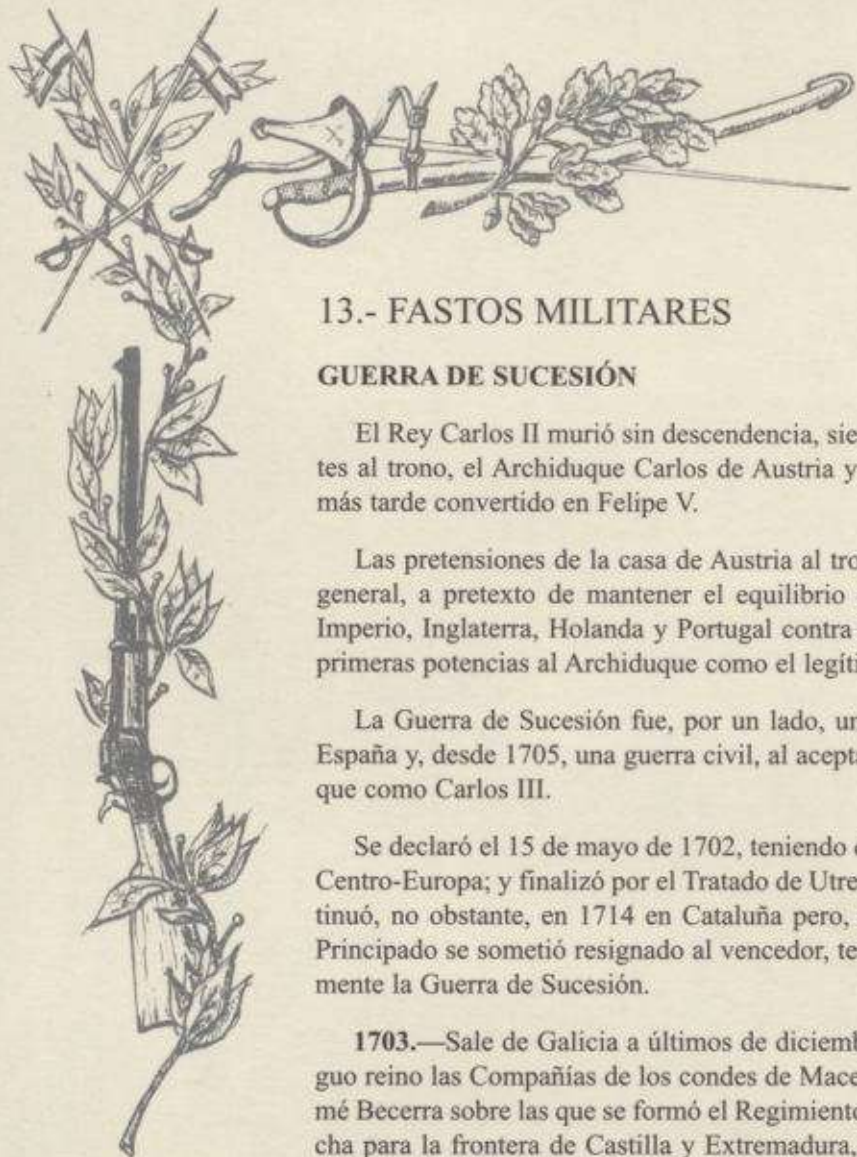 13.- FASTOS MILITARES
GUERRA DE SUCESIÓN
El Rey Carlos II murió sin descendencia, sie
tes al trono, el Archiduque Carlos de Austria y
más tarde convertido en Felipe V.
Las pretensiones de la casa de Austria al tro
general, a pretexto de mantener el equilibrio
Imperio, Inglaterra, Holanda y Portugal contra
primeras potencias al Archiduque como el legíti
La Guerra de Sucesión fue, por un lado, un
España y, desde 1705, una guerra civil, al acepta
que como Carlos III.
Se declaró el 15 de mayo de 1702, teniendo
Centro-Europa; y finalizó por el Tratado de Utre
tinuó, no obstante, en 1714 en Cataluña pero,
Principado se sometió resignado al vencedor, te
mente la Guerra de Sucesión.
1703.—Sale de Galicia a últimos de diciemb
guo reino las Compañías de los condes de Mace
mé Becerra sobre las que se formó el Regimiento
cha para la frontera de Castilla y Extremadura,